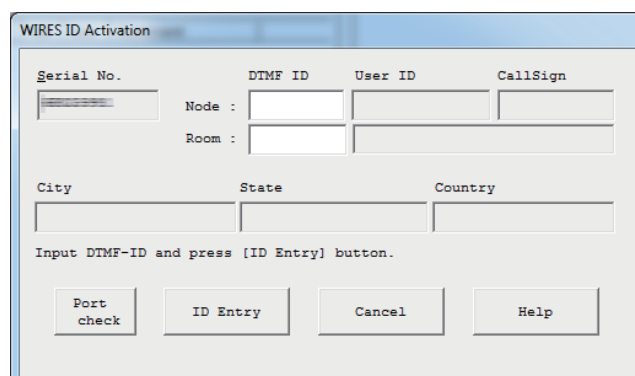 WIRES ID Activation
Serial No. DTMF ID User ID CallSign
Node :
Room :
City State Country
Input DTMF-ID and press [ID Entry] button.
Port check ID Entry Cancel Help